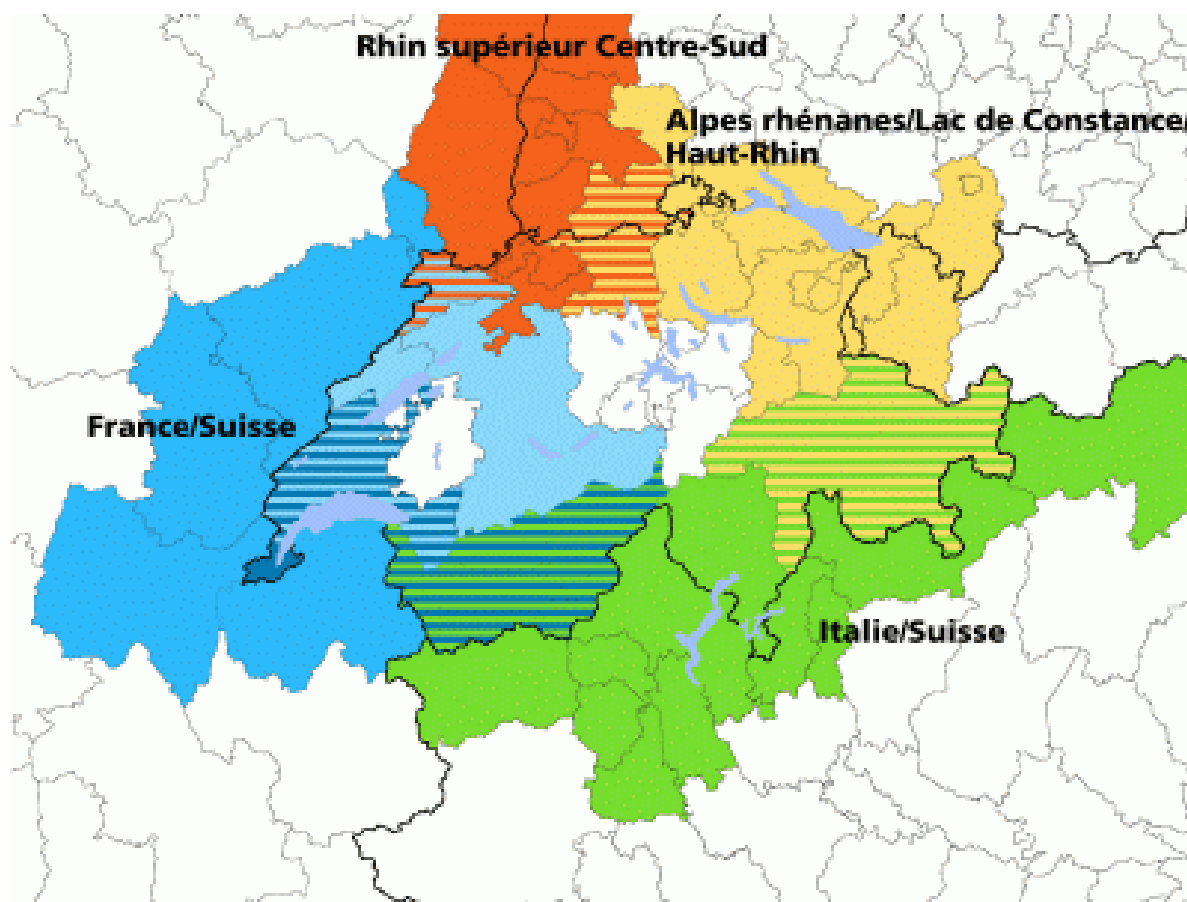 Rhin supérieur Centre-Sud
Alpes rhénanes/Lac de Constance/
Haut-Rhin
France/Suisse
Italie/Suisse